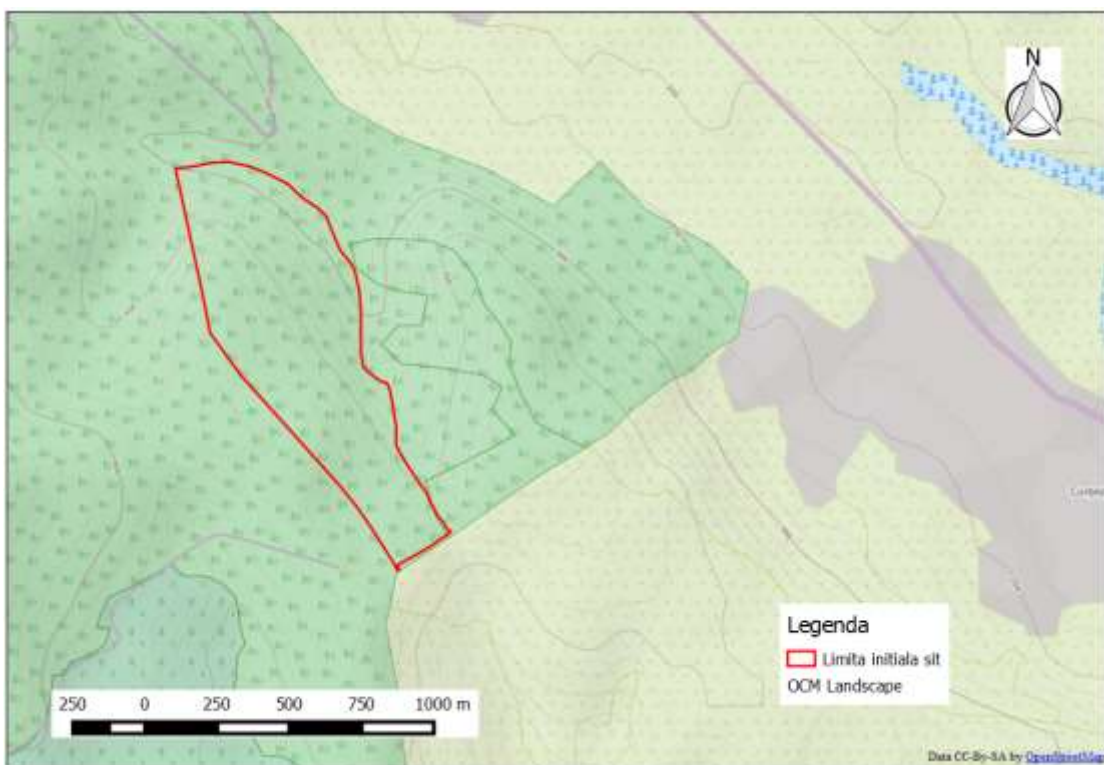 N
Legenda
Limita initiala sit
OCM Landscape
250 0 250 500 750 1000 m
Data CC-By-SA by OpenStreetMap